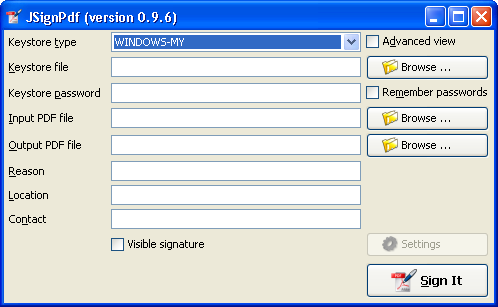 JSignPdf (version 0.9.6)
Keystore type WINDOWS-MY Advanced view
Keystore file Browse ...
Keystore password Remember passwords
Input PDF file Browse ...
Output PDF file Browse ...
Reason
Location
Contact
Visible signature Settings
Sign It